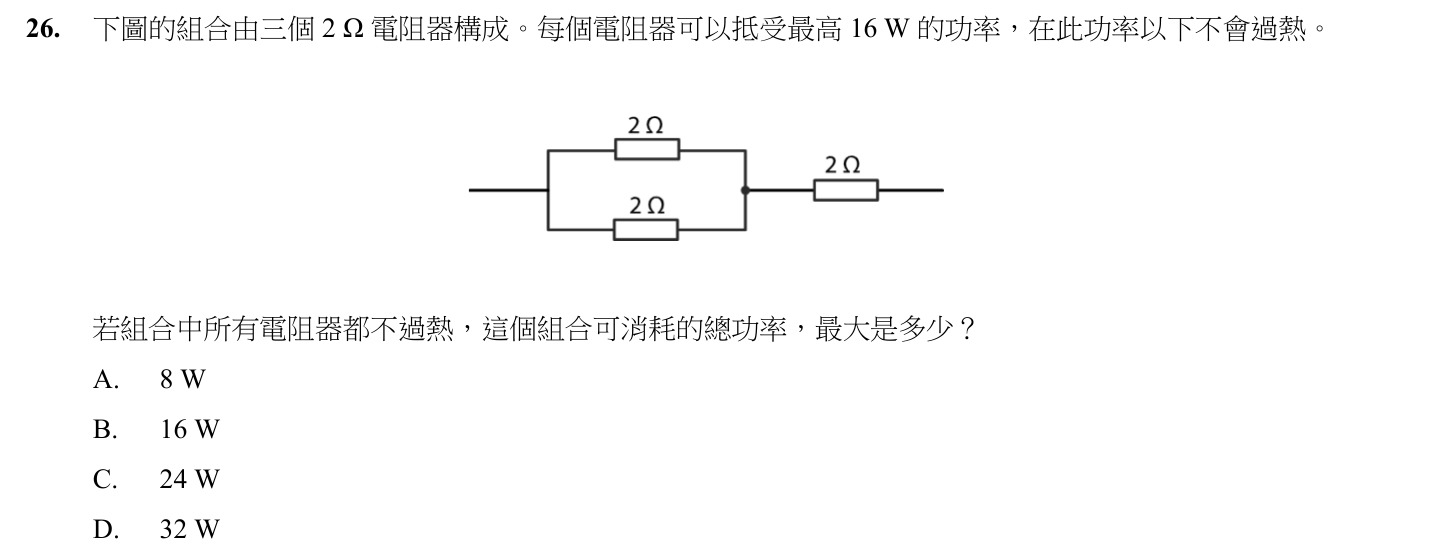 26. 下圖的組合由三個 2 Ω 電阻器構成。每個電阻器可以抵受最高 16 W 的功率，在此功率以下不會過熱。
2 Ω
2 Ω
2 Ω
若組合中所有電阻器都不過熱，這個組合可消耗的總功率，最大是多少？
A. 8 W
B. 16 W
C. 24 W
D. 32 W